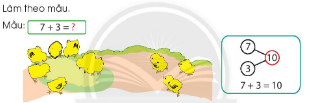 Làm theo mẫu.
Mẫu: 7 + 3 = ?
7
10
3
7 + 3 = 10